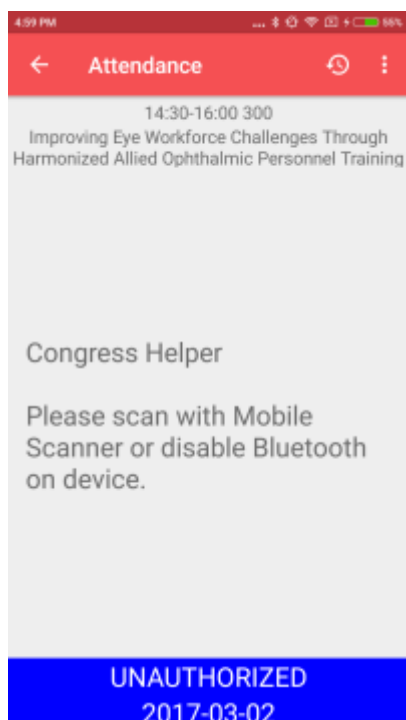 4:59 PM ... 55%
Attendance
14:30-16:00 300
Improving Eye Workforce Challenges Through
Harmonized Allied Ophthalmic Personnel Training
Congress Helper
Please scan with Mobile
Scanner or disable Bluetooth
on device.
UNAUTHORIZED
2017-03-02